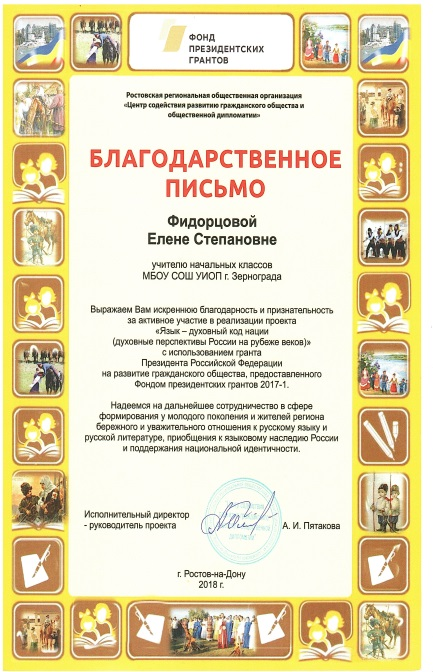 ФОНД
ПРЕЗИДЕНТСКИХ
ГРАНТОВ
Ростовская региональная общественная организация
«Центр содействия развитию гражданского общества и
общественной дипломатии»
БЛАГОДАРСТВЕННОЕ
ПИСЬМО
Фидорцовой
Елене Степановне
учителю начальных классов
МБОУ СОШ УИОП г. Зернограда
Выражаем Вам искреннюю благодарность и признательность
за активное участие в реализации проекта
«Язык – духовный код нации
(духовные перспективы России на рубеже веков)»
с использованием гранта
Президента Российской Федерации
на развитие гражданского общества, предоставленного
Фондом президентских грантов 2017-1.
Надеемся на дальнейшее сотрудничество в сфере
формирования у молодого поколения и жителей региона
бережного и уважительного отношения к русскому языку и
русской литературе, приобщения к языковому наследию России
и поддержания национальной идентичности.
Исполнительный директор
- руководитель проекта
А. И. Пятакова
г. Ростов-на-Дону
2018 г.